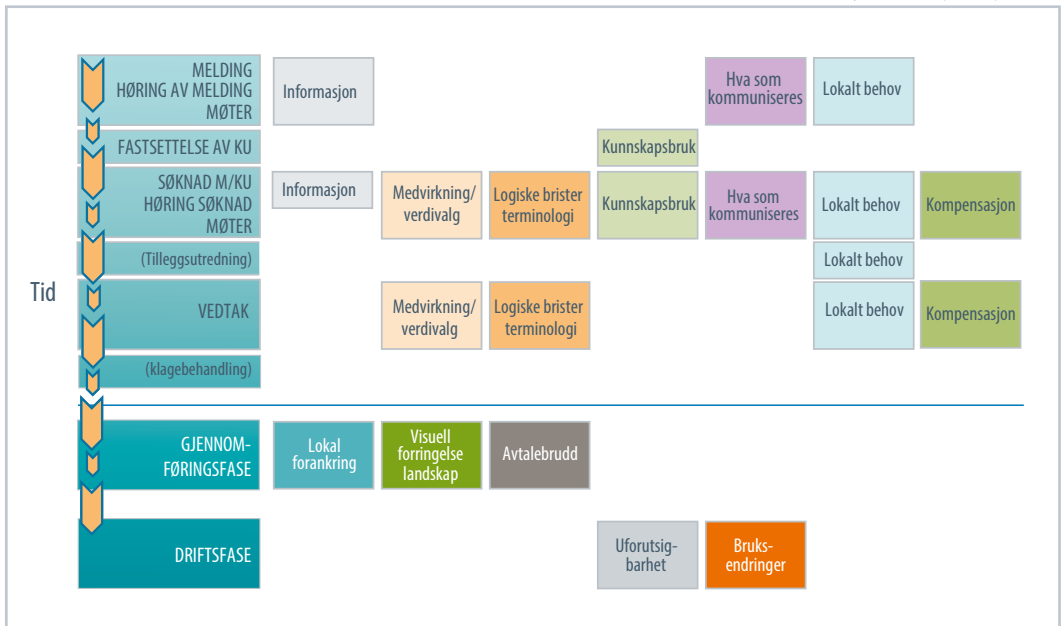 MELDING
HØRING AV MELDING
MØTER
Informasjon
Hva som
kommuniseres
Lokalt behov
FASTSETTELSE AV KU
Kunnskapsbruk
SØKNAD M/KU
HØRING SØKNAD
MØTER
Informasjon
Medvirkning/
verdivalg
Logiske brister
terminologi
Kunnskapsbruk
Hva som
kommuniseres
Lokalt behov
Kompensasjon
(Tilleggsutredning)
Lokalt behov
Tid
VEDTAK
Medvirkning/
verdivalg
Logiske brister
terminologi
Lokalt behov
Kompensasjon
(klagebehandling)
GJENNOM-
FØRINGSFASE
Lokal
forankring
Visuell
forringelse
landskap
Avtalebrudd
DRIFTSFASE
Uforutsig-
barhet
Bruks-
endringer